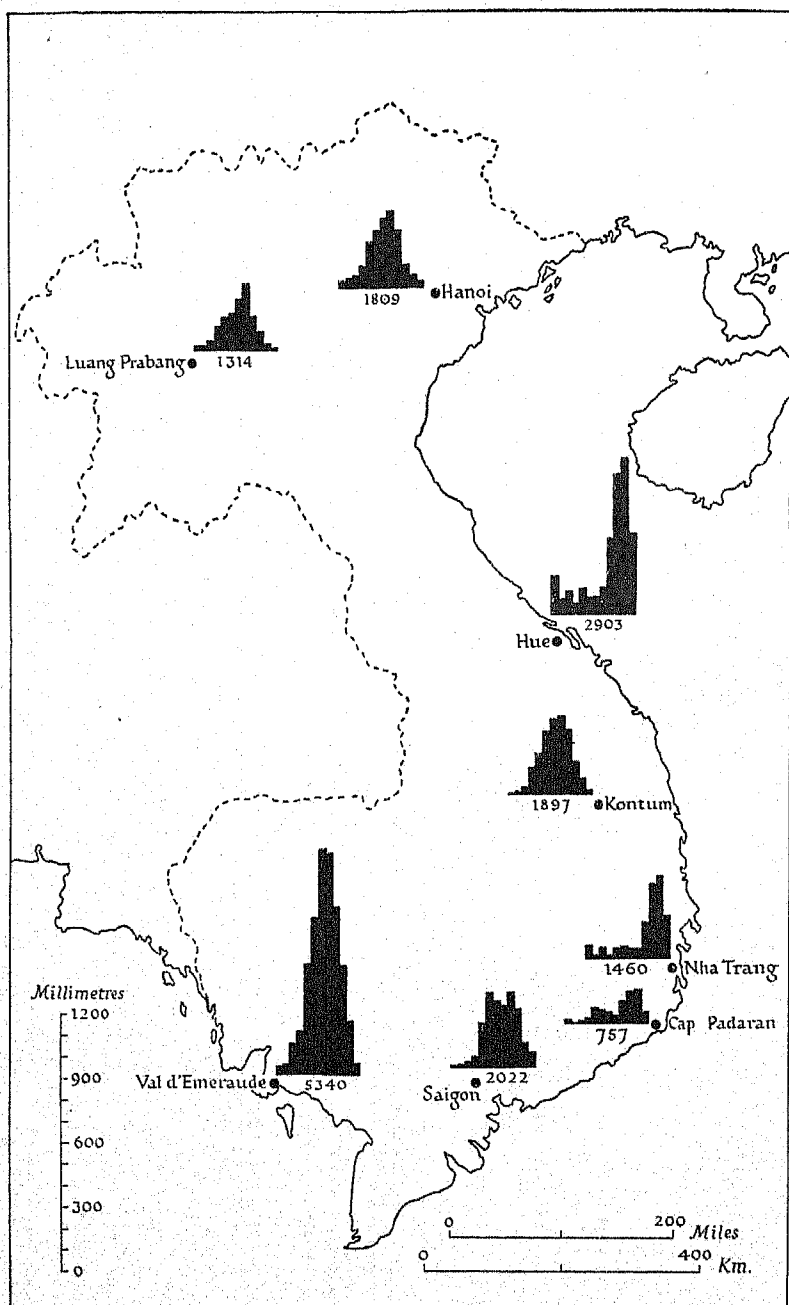 1809
Hanoi
Luang Prabang
1314
2903
Hue
1897
Kontum
1460
Nha Trang
757
Cap Padaran
Millimetres
1200
900
600
300
0
Val d'Emeraude
5340
2022
Saigon
0 200 Miles
0 400 Km.